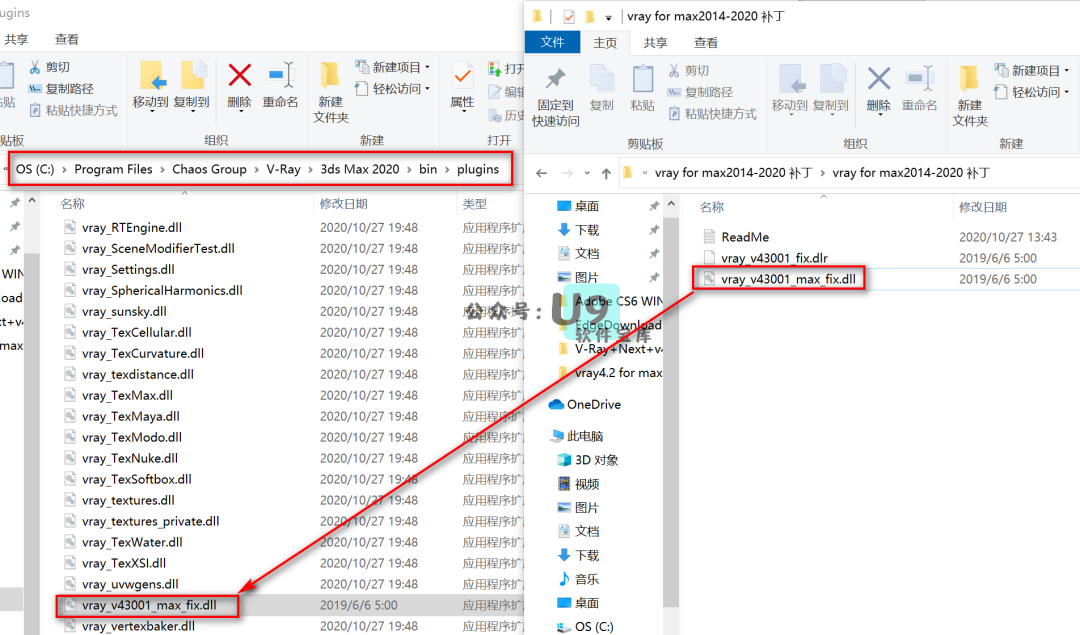 plugins
共享 查看
剪切
复制路径
粘贴快捷方式
粘贴
贴板
移动到 复制到 删除 重命名
组织
新建
文件夹
新建项目
轻松访问
新建
属性
打开
编辑
历史
打开
« OS (C:) › Program Files › Chaos Group › V-Ray › 3ds Max 2020 › bin › plugins
名称 修改日期 类型
vray_RTEngine.dll 2020/10/27 19:48 应用程序扩
vray_SceneModifierTest.dll 2020/10/27 19:48 应用程序扩
vray_Settings.dll 2020/10/27 19:48 应用程序扩
vray_SphericalHarmonics.dll 2020/10/27 19:48 应用程序扩
vray_sunsky.dll 2020/10/27 19:48 应用程序扩
vray_TexCellular.dll 2020/10/27 19:48 应用程序扩
vray_TexCurvature.dll 2020/10/27 19:48 应用程序扩
vray_texdistance.dll 2020/10/27 19:48 应用程序扩
vray_TexMax.dll 2020/10/27 19:48 应用程序扩
vray_TexMaya.dll 2020/10/27 19:48 应用程序扩
vray_TexModo.dll 2020/10/27 19:48 应用程序扩
vray_TexNuke.dll 2020/10/27 19:48 应用程序扩
vray_TexSoftbox.dll 2020/10/27 19:48 应用程序扩
vray_textures.dll 2020/10/27 19:48 应用程序扩
vray_textures_private.dll 2020/10/27 19:48 应用程序扩
vray_TexWater.dll 2020/10/27 19:48 应用程序扩
vray_TexXSI.dll 2020/10/27 19:48 应用程序扩
vray_uvwgens.dll 2020/10/27 19:48 应用程序扩
vray_v43001_max_fix.dll 2019/6/6 5:00 应用程序扩
vray_vertexbaker.dll 2020/10/27 19:48 应用程序扩
WIN
oad
xt+v
max
vray for max2014-2020 补丁
文件 主页 共享 查看
固定到
快速访问
复制 粘贴
剪切
复制路径
粘贴快捷方式
剪贴板
移动到 复制到 删除 重命名
组织
新建
文件夹
新建项目
轻松访问
新建
« vray for max2014-2020 补丁 › vray for max2014-2020 补丁
桌面
下载
文档
图片
Adobe CS6 WIN
EdgeDownload
V-Ray+Next+v4
vray4.2 for max
OneDrive
此电脑
3D 对象
视频
图片
文档
下载
音乐
桌面
OS (C:)
名称 修改日期
ReadMe 2020/10/27 13:43
vray_v43001_fix.dlr 2019/6/6 5:00
vray_v43001_max_fix.dll 2019/6/6 5:00
公众号：U9
软件宝库